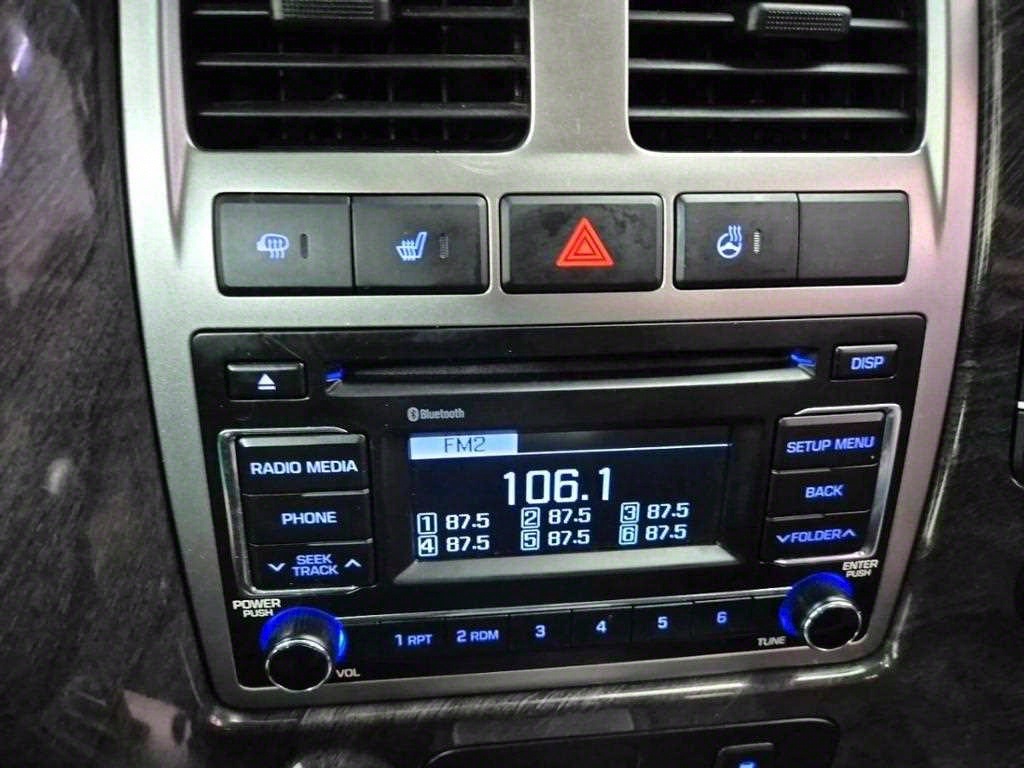 DISP
Bluetooth
RADIO MEDIA
PHONE
SEEK
TRACK
FM2
106.1
1 87.5 2 87.5 3 87.5
4 87.5 5 87.5 6 87.5
SETUP MENU
BACK
FOLDER
POWER
PUSH
VOL
1 RPT 2 RDM 3 4 5 6
ENTER
PUSH
TUNE